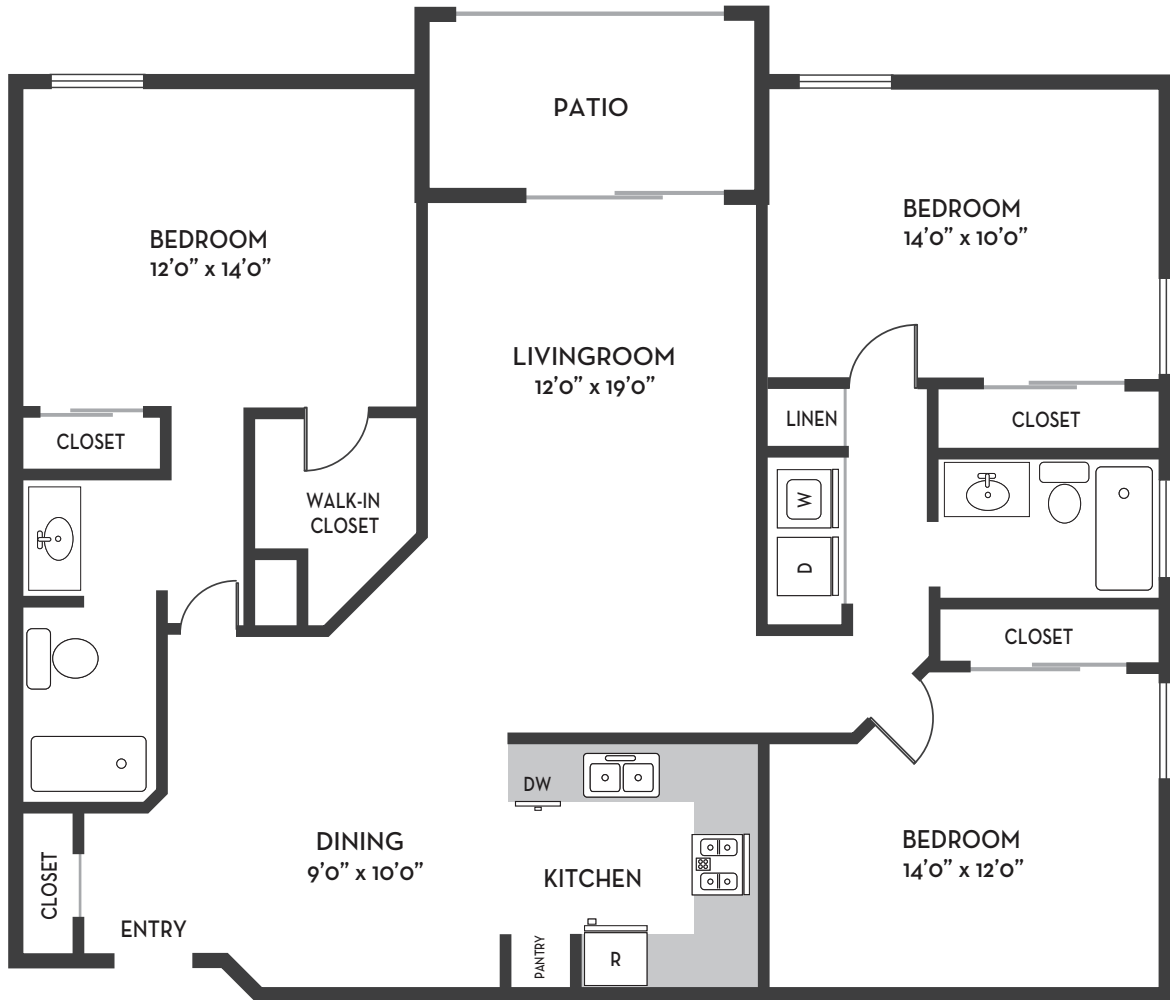 PATIO
BEDROOM
14’0” x 10’0”
BEDROOM
12’0” x 14’0”
LIVINGROOM
12’0” x 19’0”
LINEN
CLOSET
CLOSET
WALK-IN
CLOSET
W
D
CLOSET
DW
DINING
9’0” x 10’0”
KITCHEN
BEDROOM
14’0” x 12’0”
CLOSET
ENTRY
PANTRY
R